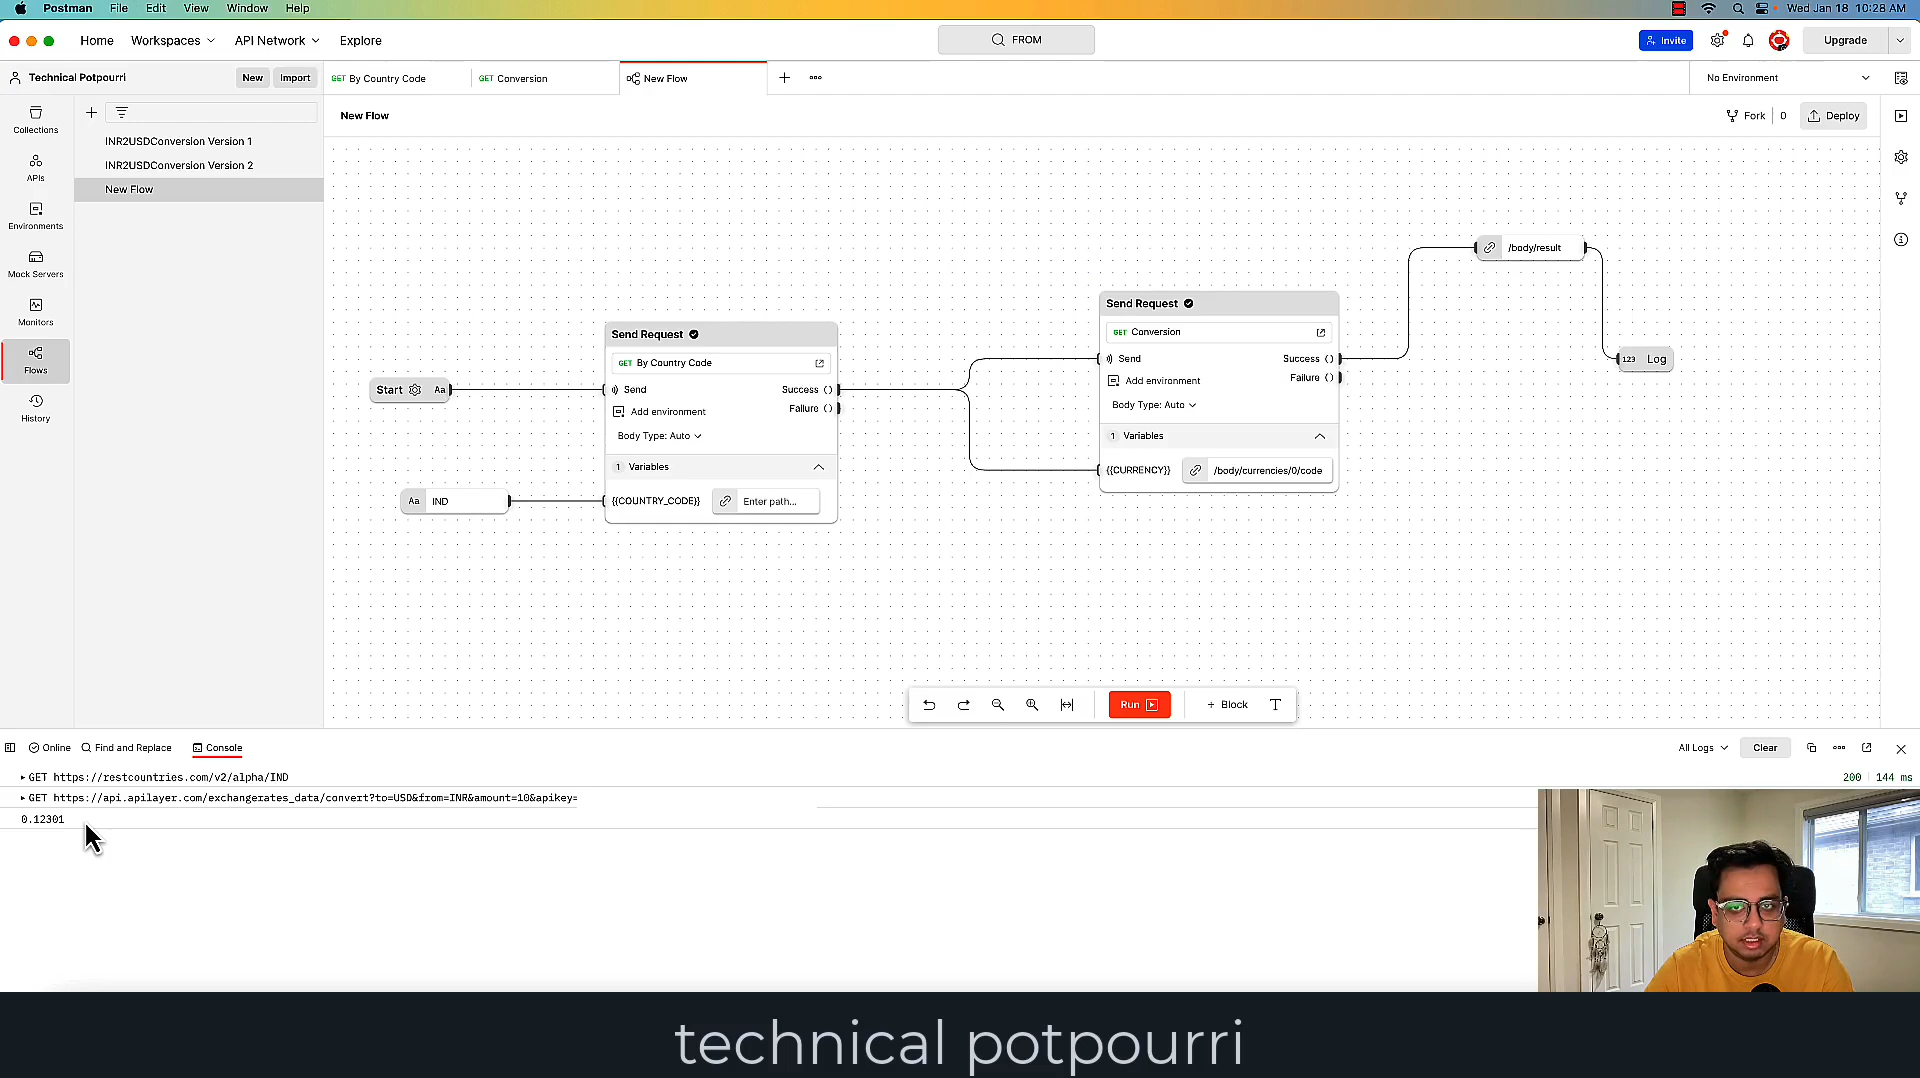 Postman File Edit View Window Help Wed Jan 18 10:28 AM
Home Workspaces API Network Explore FROM Invite Upgrade
Technical Potpourri New Import GET By Country Code GET Conversion New Flow No Environment
New Flow Fork 0 Deploy
Collections
APIs
Environments
Mock Servers
Monitors
Flows
History
INR2USDConversion Version 1
INR2USDConversion Version 2
New Flow
Start Aa
Aa IND
Send Request
GET By Country Code
Send Success ()
Add environment Failure ()
Body Type: Auto
1 Variables
{{COUNTRY_CODE}} Enter path...
Send Request
GET Conversion
Send Success ()
Add environment Failure ()
Body Type: Auto
1 Variables
{{CURRENCY}} /body/currencies/0/code
/body/result
123 Log
Run + Block T
Online Find and Replace Console All Logs Clear
GET https://restcountries.com/v2/alpha/IND 200 144 ms
GET https://api.apilayer.com/exchangerates_data/convert?to=USD&from=INR&amount=10&apikey=
0.12301
technical potpourri